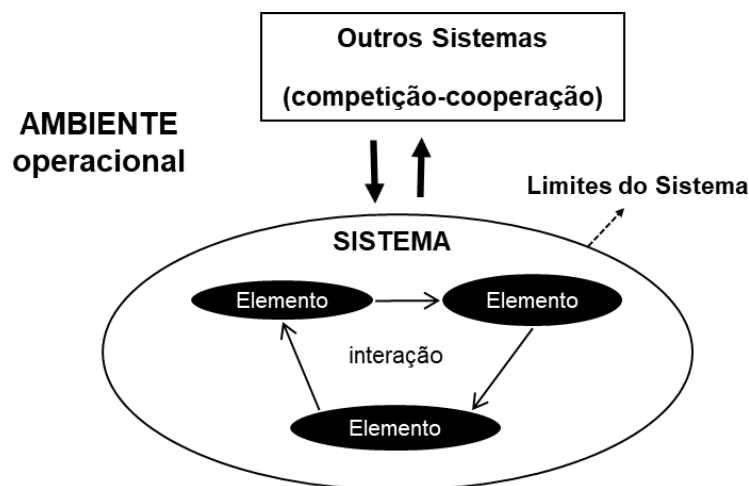 Outros Sistemas
(competição-cooperação)
AMBIENTE
operacional
Limites do Sistema
SISTEMA
Elemento
Elemento
interação
Elemento